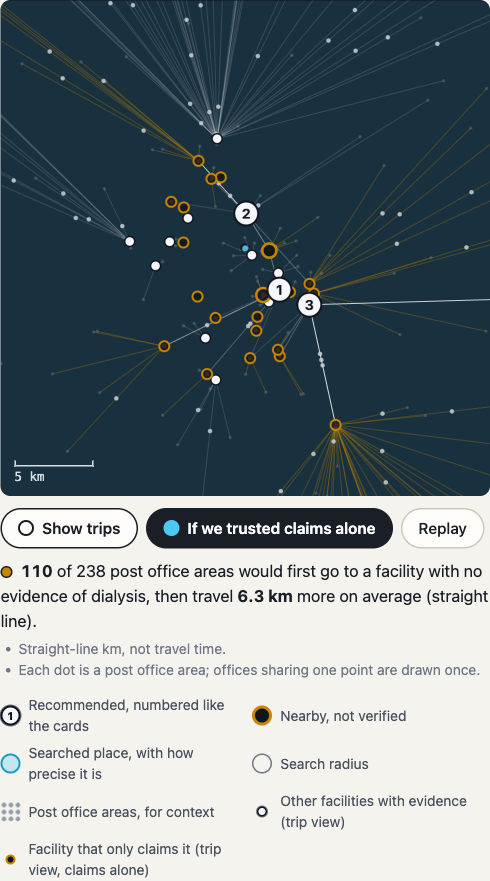 2
1
3
5 km
Show trips
If we trusted claims alone
Replay
110 of 238 post office areas would first go to a facility with no
evidence of dialysis, then travel 6.3 km more on average (straight
line).
• Straight-line km, not travel time.
• Each dot is a post office area; offices sharing one point are drawn once.
1 Recommended, numbered like
the cards
Nearby, not verified
Searched place, with how
precise it is
Search radius
Post office areas, for context
Other facilities with evidence
(trip view)
Facility that only claims it (trip
view, claims alone)